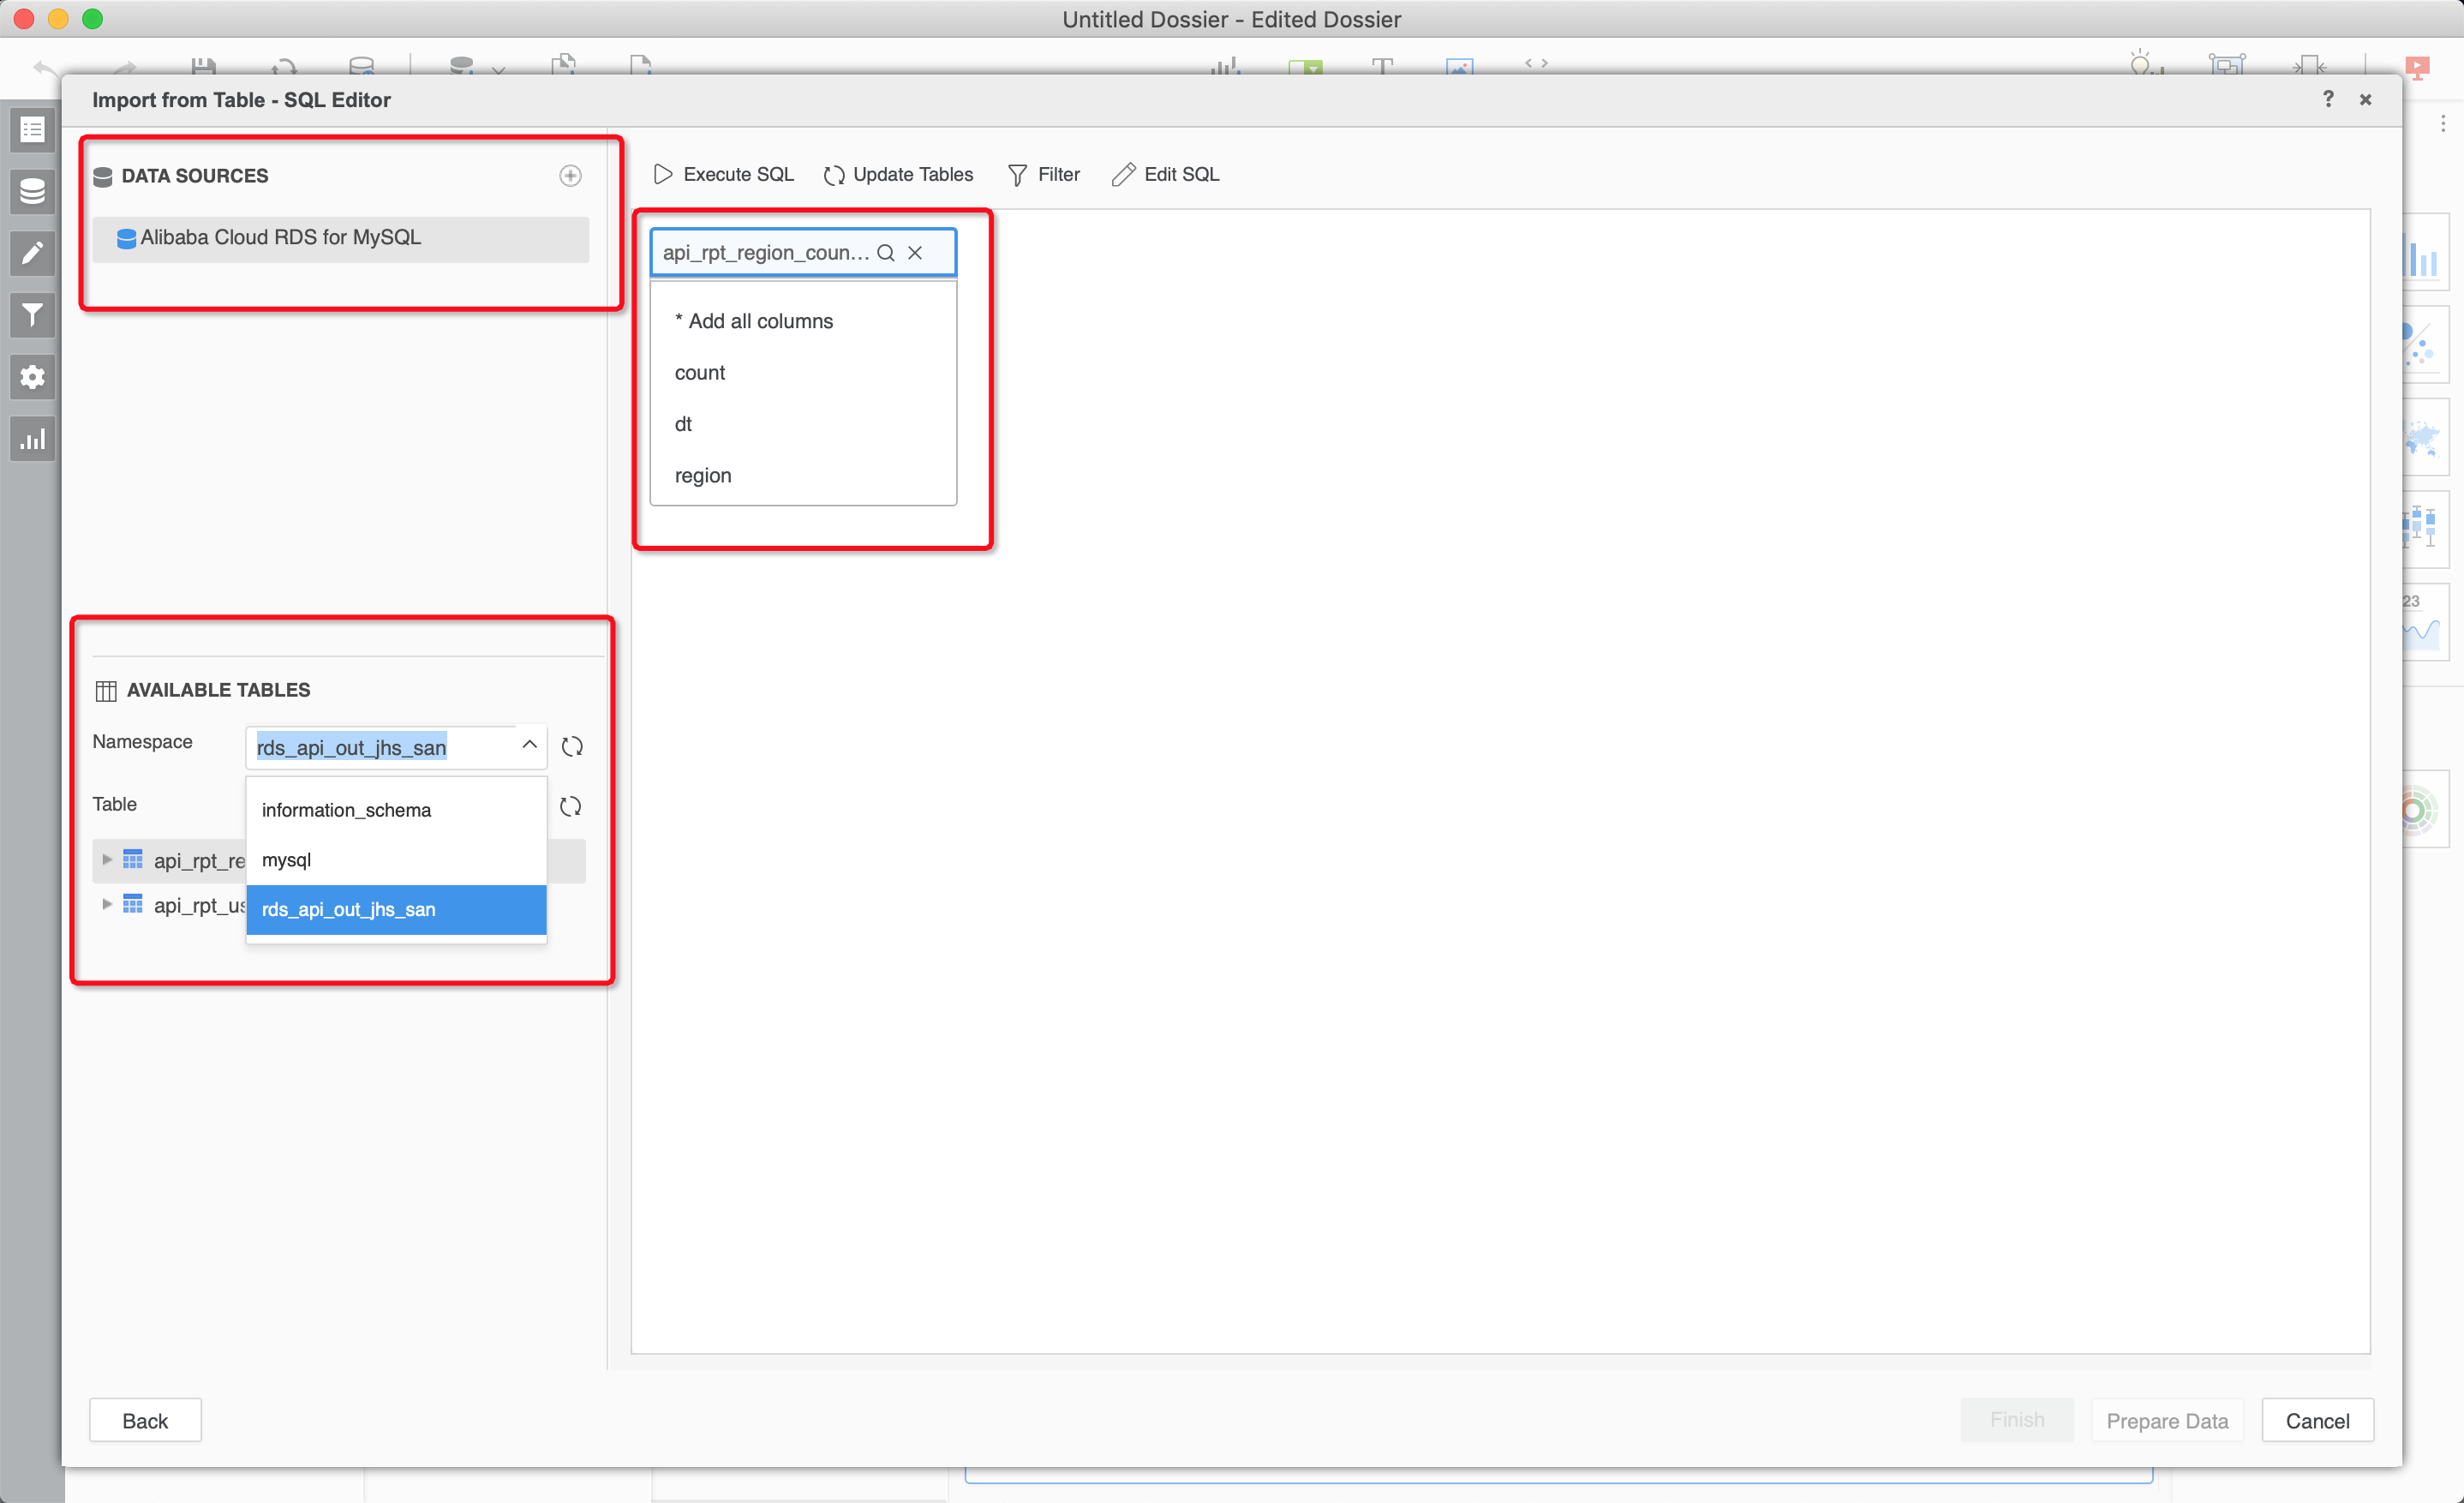 Untitled Dossier - Edited Dossier
Import from Table - SQL Editor
? ×
DATA SOURCES
Alibaba Cloud RDS for MySQL
Execute SQL
Update Tables
Filter
Edit SQL
api_rpt_region_coun...
* Add all columns
count
dt
region
AVAILABLE TABLES
Namespace
rds_api_out_jhs_san
Table
information_schema
mysql
rds_api_out_jhs_san
api_rpt_re
api_rpt_us
23
Back
Finish
Prepare Data
Cancel